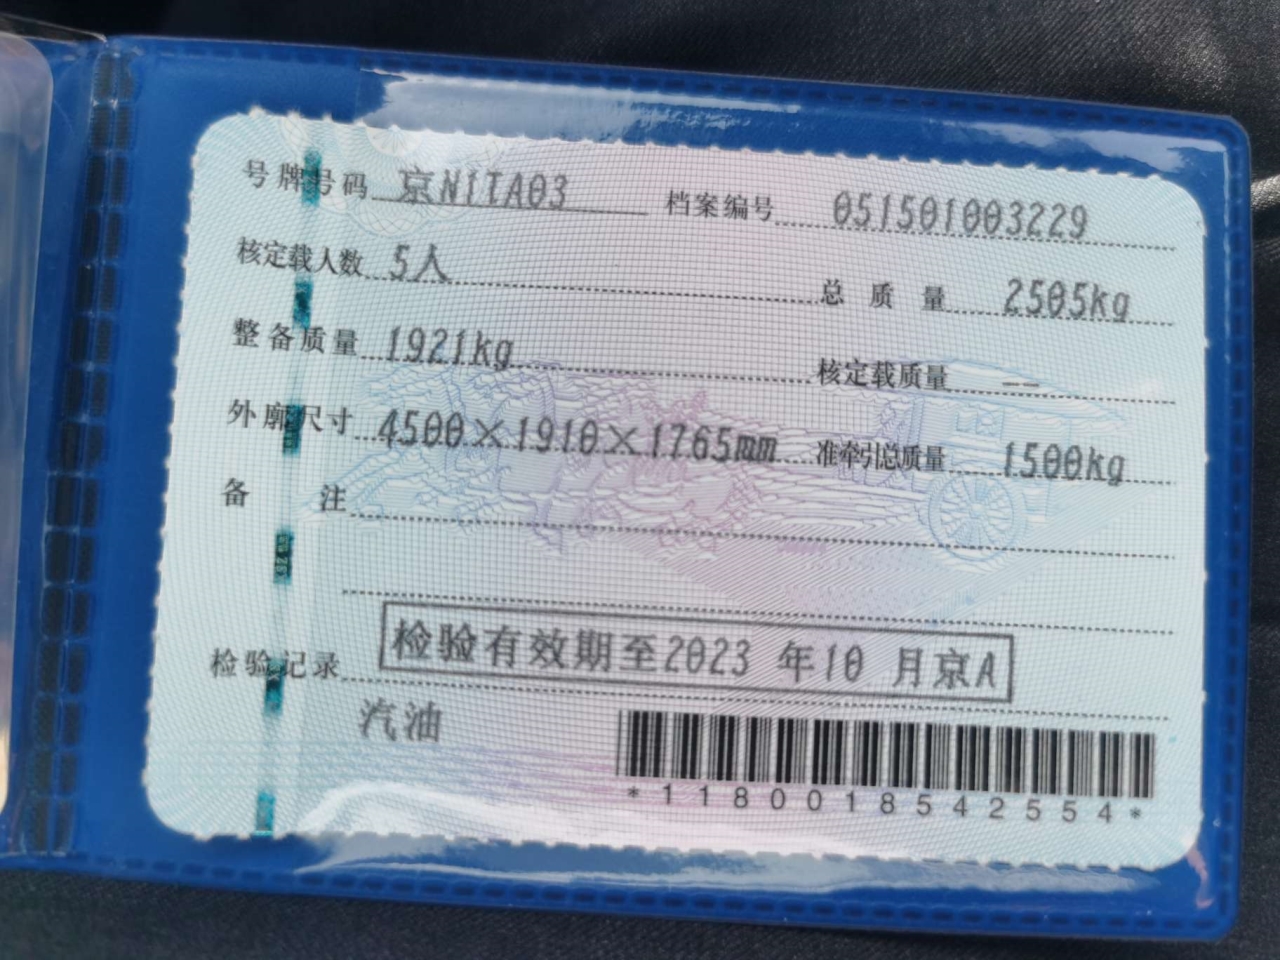 号牌号码 京N1TA03 档案编号 051501003229
核定载人数 5人 总质量 2505kg
整备质量 1921kg 核定载质量 --
外廓尺寸 4500×1910×1765mm 准牵引总质量 1500kg
备注
检验记录 检验有效期至2023 年10 月京A
汽油
*1180018542554*